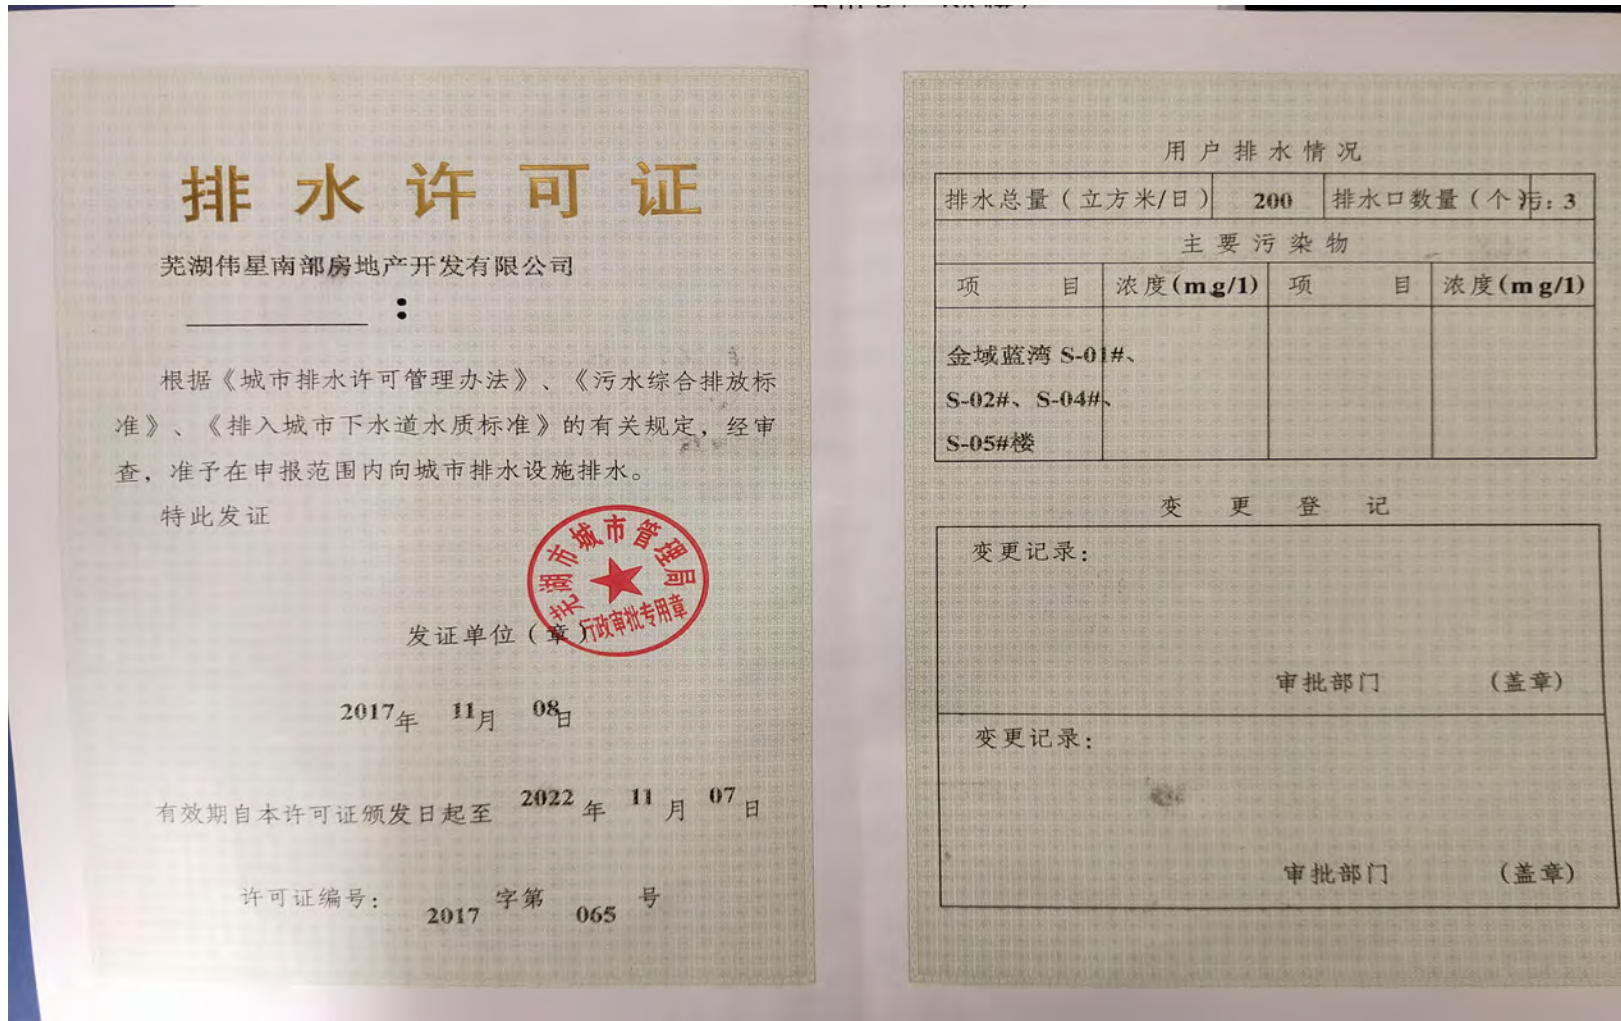 排水许可证
芜湖伟星南部房地产开发有限公司
:
根据《城市排水许可管理办法》、《污水综合排放标
准》、《排入城市下水道水质标准》的有关规定，经审
查，准予在申报范围内向城市排水设施排水。
特此发证
芜湖市城市管理局
行政审批专用章
发证单位（章）
2017年 11月 08日
有效期自本许可证颁发日起至 2022 年 11 月 07 日
许可证编号: 2017 字第 065 号
用户排水情况
排水总量（立方米/日） 200 排水口数量（个） 污: 3
主要污染物
项 目 浓度(mg/l) 项 目 浓度(mg/l)
金域蓝湾 S-01#、
S-02#、S-04#、
S-05#楼
变更登记
变更记录:
审批部门 (盖章)
变更记录:
审批部门 (盖章)